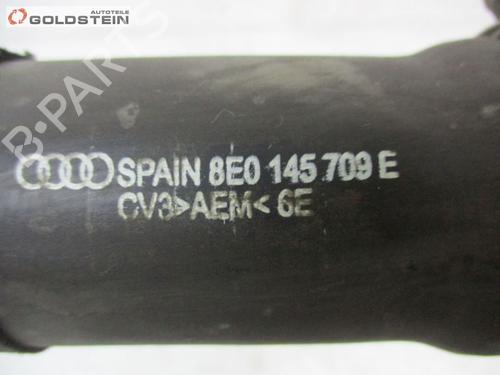 AUTOTEILE
GOLDSTEIN
B-PARTS
SPAIN 8E0 145 709 E
CV3>AEM< 6E